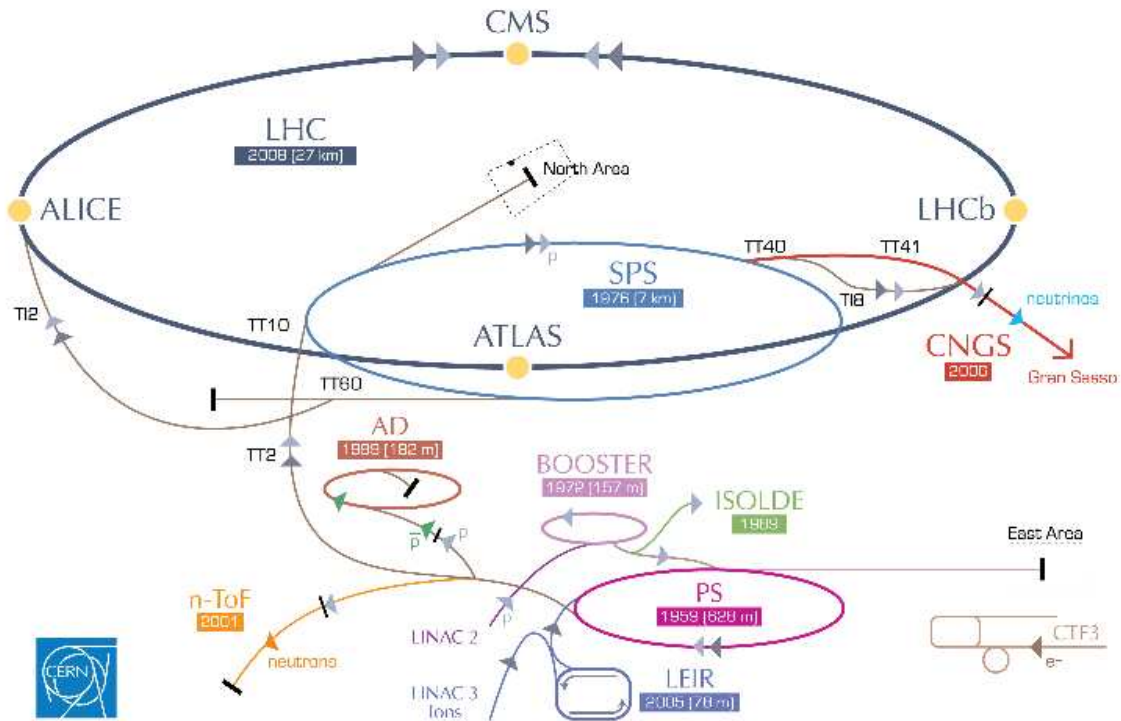 CMS
LHC
2008 (27 km)
North Area
ALICE
LHCb
TT40
TT41
SPS
1976 (7 km)
p
TI8
TI2
TT10
ATLAS
neutrinos
CNGS
2006
Gran Sasso
TT60
AD
1999 (182 m)
TT2
BOOSTER
1972 (157 m)
ISOLDE
1989
East Area
p
p
n-ToF
2001
PS
1959 (628 m)
LINAC 2
p
neutrons
CTF3
e-
LEIR
2005 (78 m)
LINAC 3
Ions
CERN